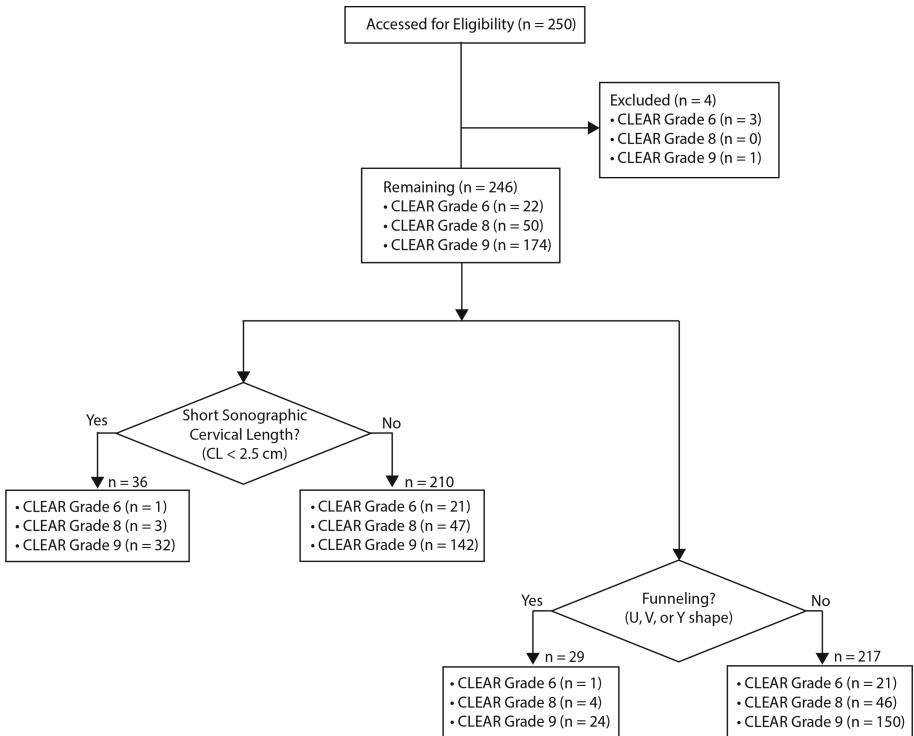 Accessed for Eligibility (n = 250)
Excluded (n = 4)
• CLEAR Grade 6 (n = 3)
• CLEAR Grade 8 (n = 0)
• CLEAR Grade 9 (n = 1)
Remaining (n = 246)
• CLEAR Grade 6 (n = 22)
• CLEAR Grade 8 (n = 50)
• CLEAR Grade 9 (n = 174)
Short Sonographic
Cervical Length?
(CL < 2.5 cm)
Yes
No
n = 36
• CLEAR Grade 6 (n = 1)
• CLEAR Grade 8 (n = 3)
• CLEAR Grade 9 (n = 32)
n = 210
• CLEAR Grade 6 (n = 21)
• CLEAR Grade 8 (n = 47)
• CLEAR Grade 9 (n = 142)
Funneling?
(U, V, or Y shape)
Yes
No
n = 29
• CLEAR Grade 6 (n = 1)
• CLEAR Grade 8 (n = 4)
• CLEAR Grade 9 (n = 24)
n = 217
• CLEAR Grade 6 (n = 21)
• CLEAR Grade 8 (n = 46)
• CLEAR Grade 9 (n = 150)